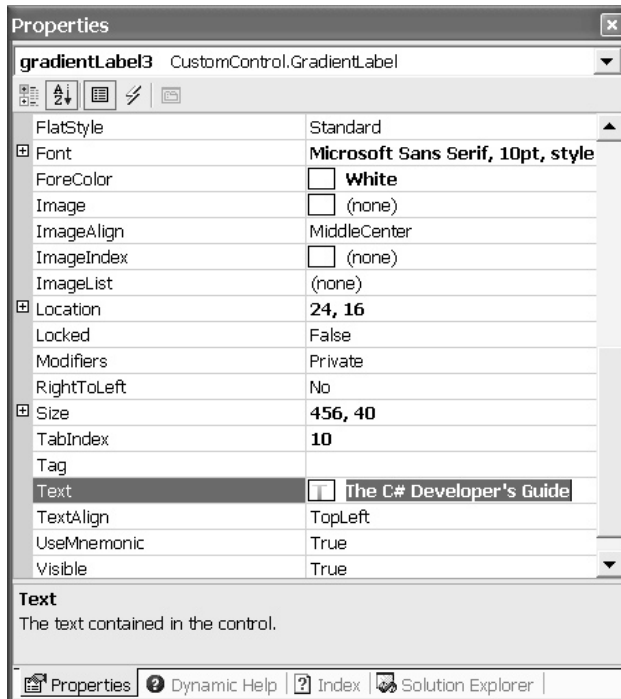 Properties
gradientLabel3 CustomControl.GradientLabel
FlatStyle Standard
Font Microsoft Sans Serif, 10pt, style
ForeColor White
Image (none)
ImageAlign MiddleCenter
ImageIndex (none)
ImageList (none)
Location 24, 16
Locked False
Modifiers Private
RightToLeft No
Size 456, 40
TabIndex 10
Tag
Text T The C# Developer's Guide
TextAlign TopLeft
UseMnemonic True
Visible True
Text
The text contained in the control.
Properties Dynamic Help Index Solution Explorer